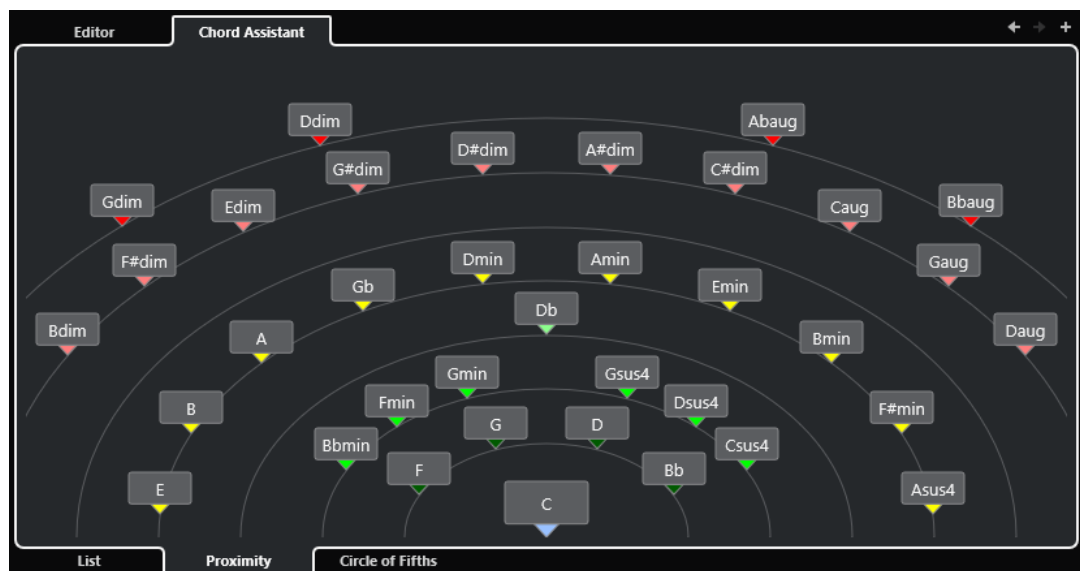 Editor
Chord Assistant
Ddim
Abaug
D#dim
A#dim
G#dim
C#dim
Gdim
Edim
Caug
Bbaug
F#dim
Dmin
Amin
Gaug
Gb
Emin
Db
Bdim
A
Bmin
Daug
Gmin
Gsus4
Fmin
Dsus4
B
F#min
G
D
Bbmin
Csus4
F
Bb
E
Asus4
C
List
Proximity
Circle of Fifths